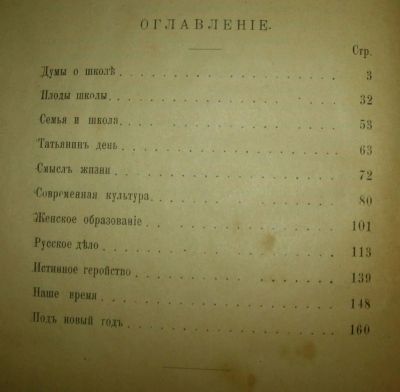 ОГЛАВЛЕНІЕ.
Стр.
Думы о школѣ . . . . . . . . . . . . . 3
Плоды школы . . . . . . . . . . . . . 32
Семья и школа . . . . . . . . . . . . . 53
Татьянинъ день . . . . . . . . . . . . 63
Смыслъ жизни . . . . . . . . . . . . . 72
Современная культура . . . . . . . . . . 80
Женское образованіе . . . . . . . . . . 101
Русское дѣло . . . . . . . . . . . . . 113
Истинное геройство . . . . . . . . . . . 139
Наше время . . . . . . . . . . . . . . 148
Подъ новый годъ . . . . . . . . . . . . 160